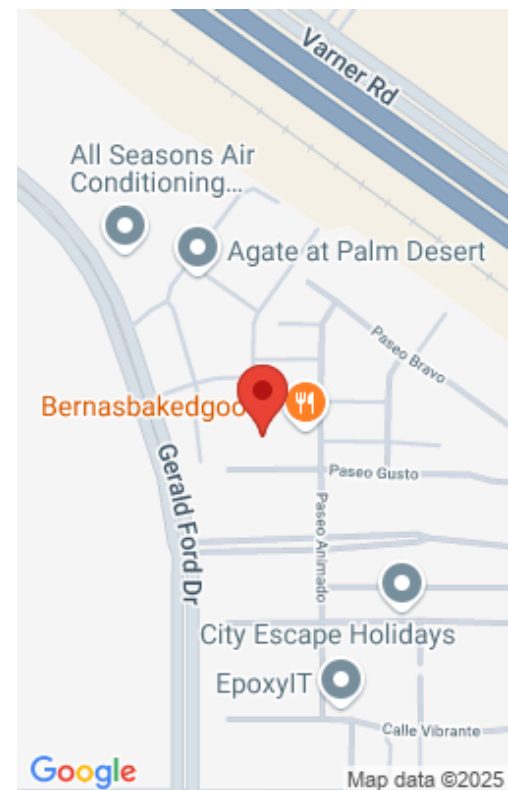 Varner Rd
All Seasons Air
Conditioning...
Agate at Palm Desert
Paseo Bravo
Bernasbakedgoo
Paseo Gusto
Gerald Ford Dr
Paseo Animado
City Escape Holidays
EpoxyIT
Calle Vibrante
Google
Map data ©2025